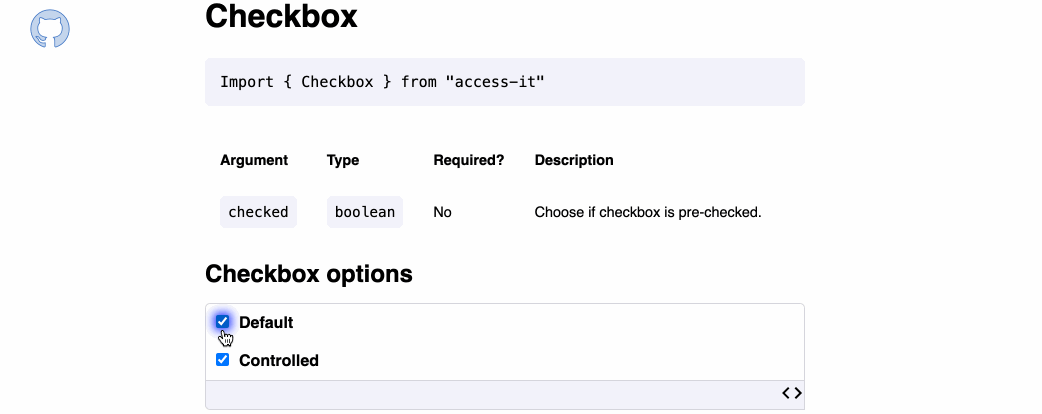 Checkbox
Import { Checkbox } from "access-it"
Argument Type Required? Description
checked boolean No Choose if checkbox is pre-checked.
Checkbox options
Default
Controlled
<>